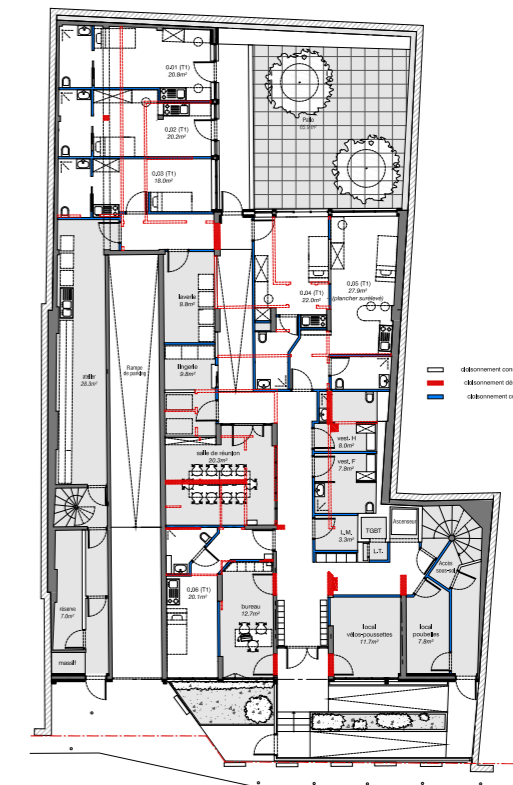 0.01 (T1)
20.8m²
Patio
0.02 (T1)
20.2m²
0.03 (T1)
18.0m²
0.05 (T1)
27.9m²
(plancher surélevé)
0.04 (T1)
22.0m²
laverie
9.8m²
lingerie
9.8m²
atelier
28.3m²
Rampe
de parking
cloisonnement con
cloisonnement dé
cloisonnement c
vest. H
8.0m²
salle de réunion
20.3m²
vest. F
7.8m²
L.M.
3.3m²
TGBT
Ascenseur
L.T.
Accès
sous-sol
réserve
7.0m²
0.06 (T1)
20.1m²
bureau
12.7m²
local
vélos-poussettes
11.7m²
local
poubelles
7.8m²
massif